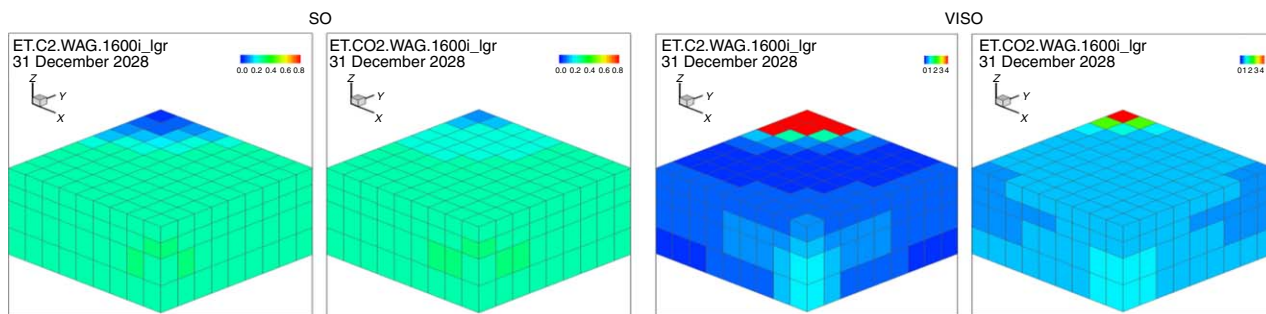 SO
VISO
ET.C2.WAG.1600i_lgr
31 December 2028
0.0 0.2 0.4 0.6 0.8
Z
Y
X
ET.CO2.WAG.1600i_lgr
31 December 2028
0.0 0.2 0.4 0.6 0.8
Z
Y
X
ET.C2.WAG.1600i_lgr
31 December 2028
0 1 2 3 4
Z
Y
X
ET.CO2.WAG.1600i_lgr
31 December 2028
0 1 2 3 4
Z
Y
X